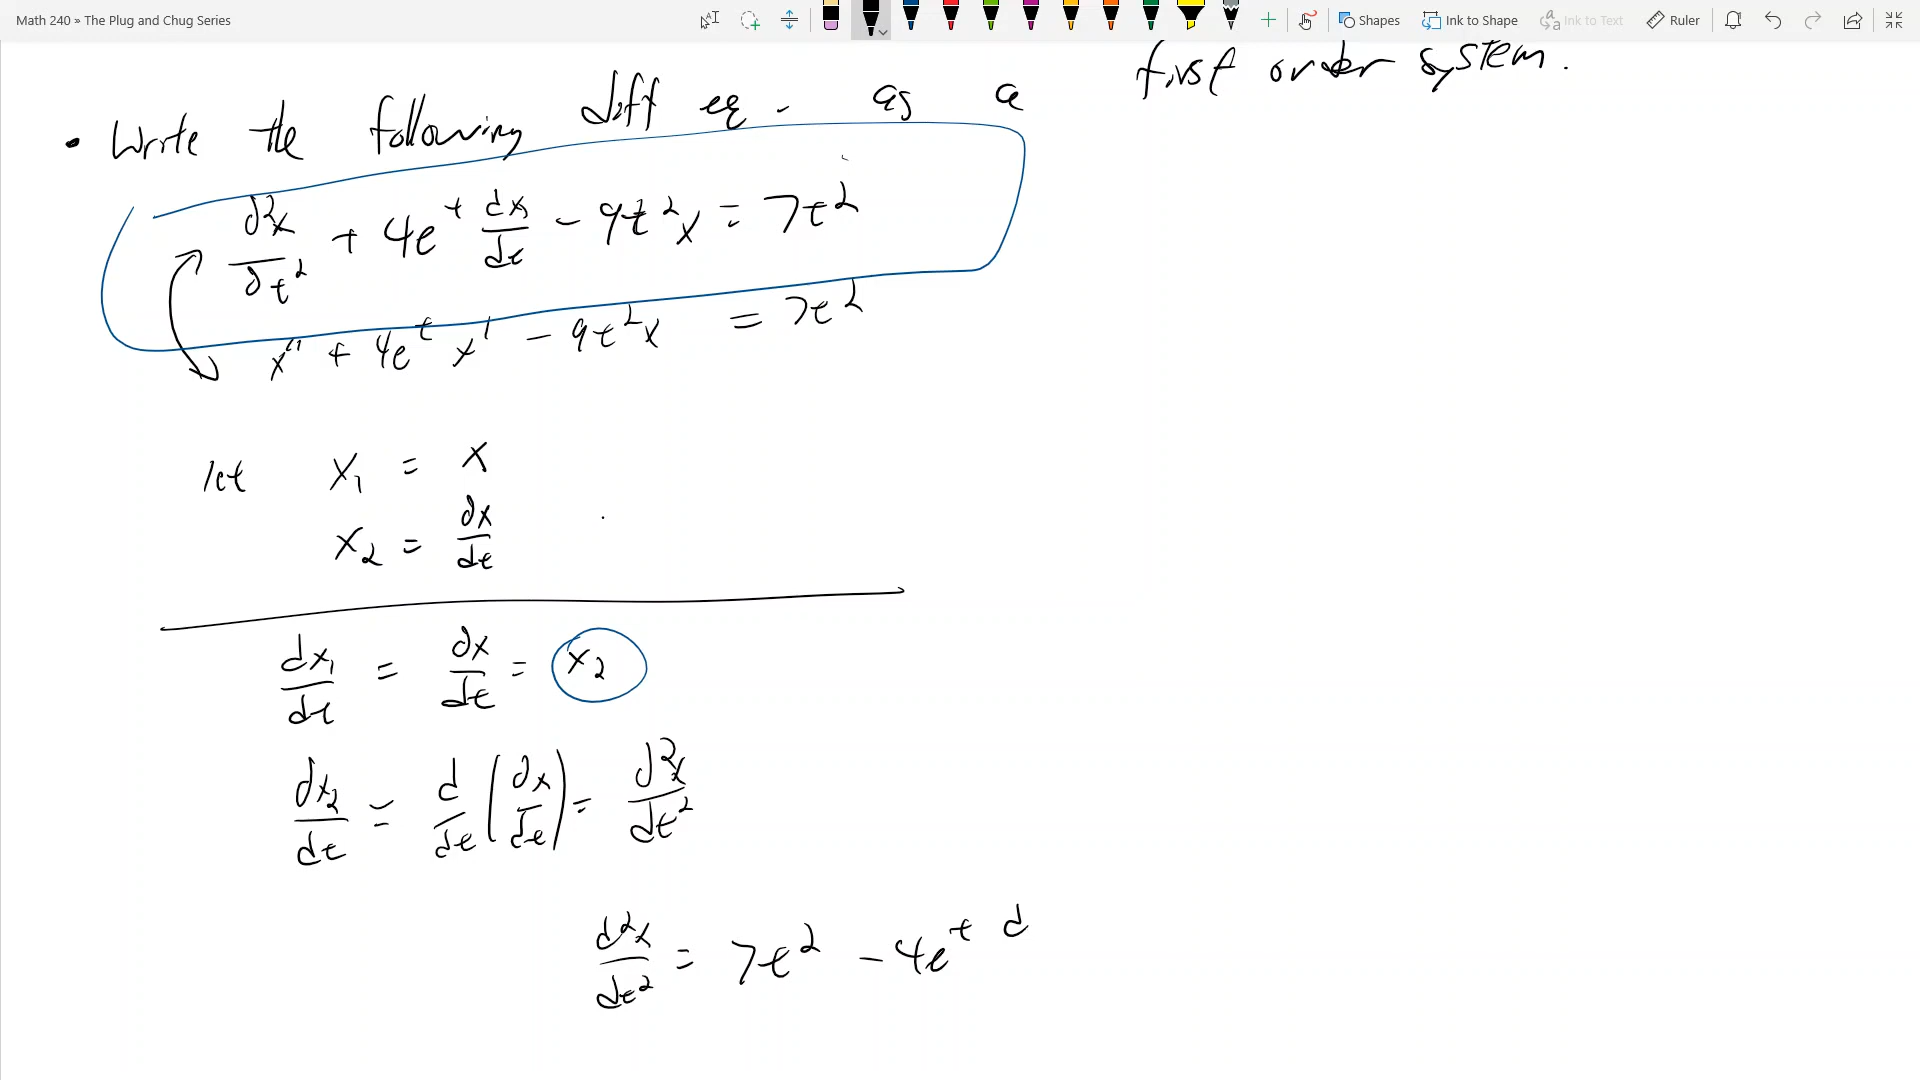 Math 240 » The Plug and Chug Series
Shapes Ink to Shape Ink to Text Ruler
• Write the following diff eq. as a first order system.
d²x/dt² + 4e^t dx/dt - 9t²x = 7t²
x'' + 4e^t x' - 9t²x = 7t²
let x₁ = x
x₂ = dx/dt
dx₁/dt = dx/dt = x₂
dx₂/dt = d/dt (dx/dt) = d²x/dt²
d²x/dt² = 7t² - 4e^t d